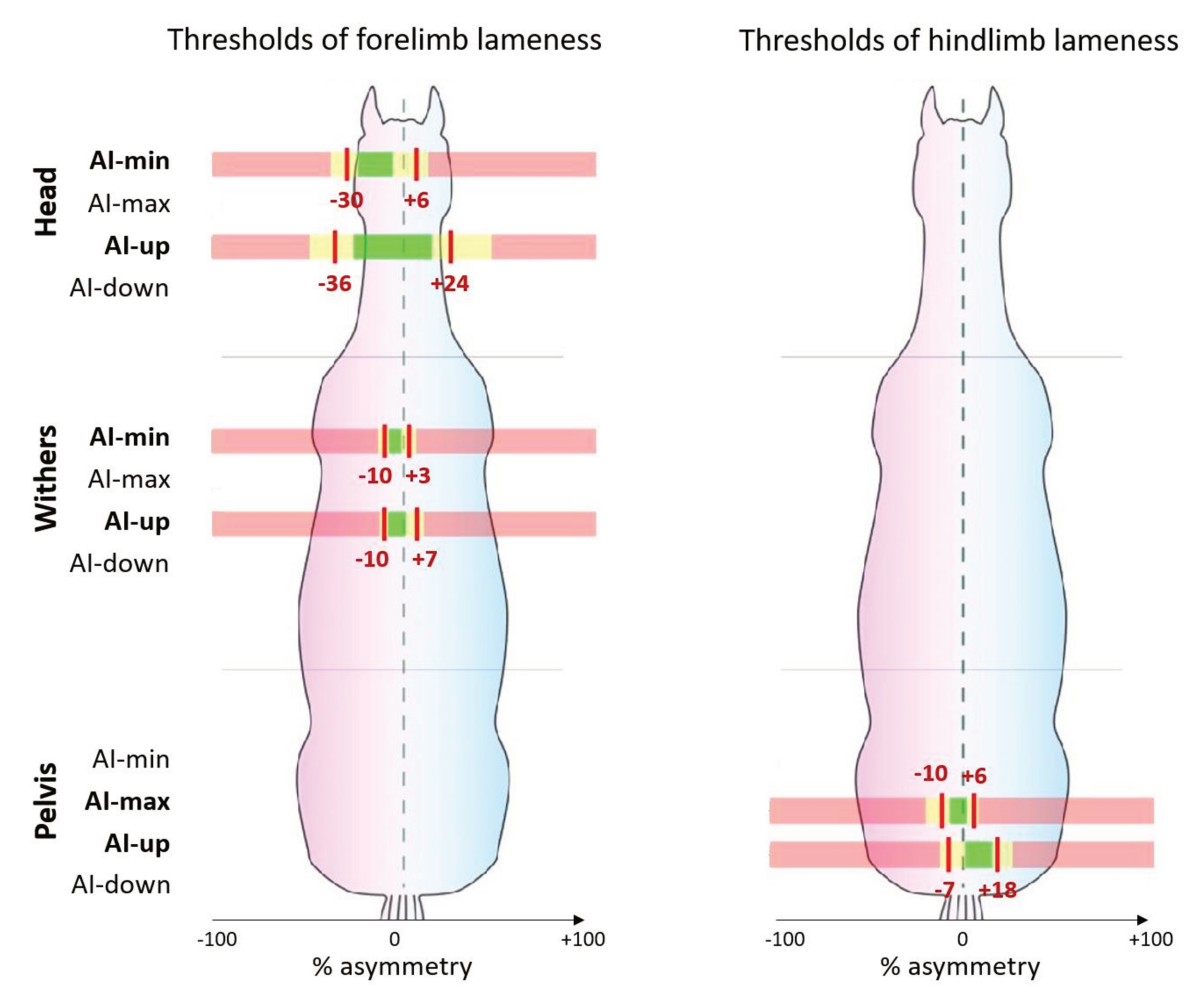 Thresholds of forelimb lameness
Thresholds of hindlimb lameness
Head
AI-min
-30 +6
AI-max
AI-up
-36 +24
AI-down
Withers
AI-min
-10 +3
AI-max
AI-up
-10 +7
AI-down
Pelvis
AI-min
AI-max
AI-up
AI-down
-10 +6
-7 +18
-100 0 +100
% asymmetry
-100 0 +100
% asymmetry